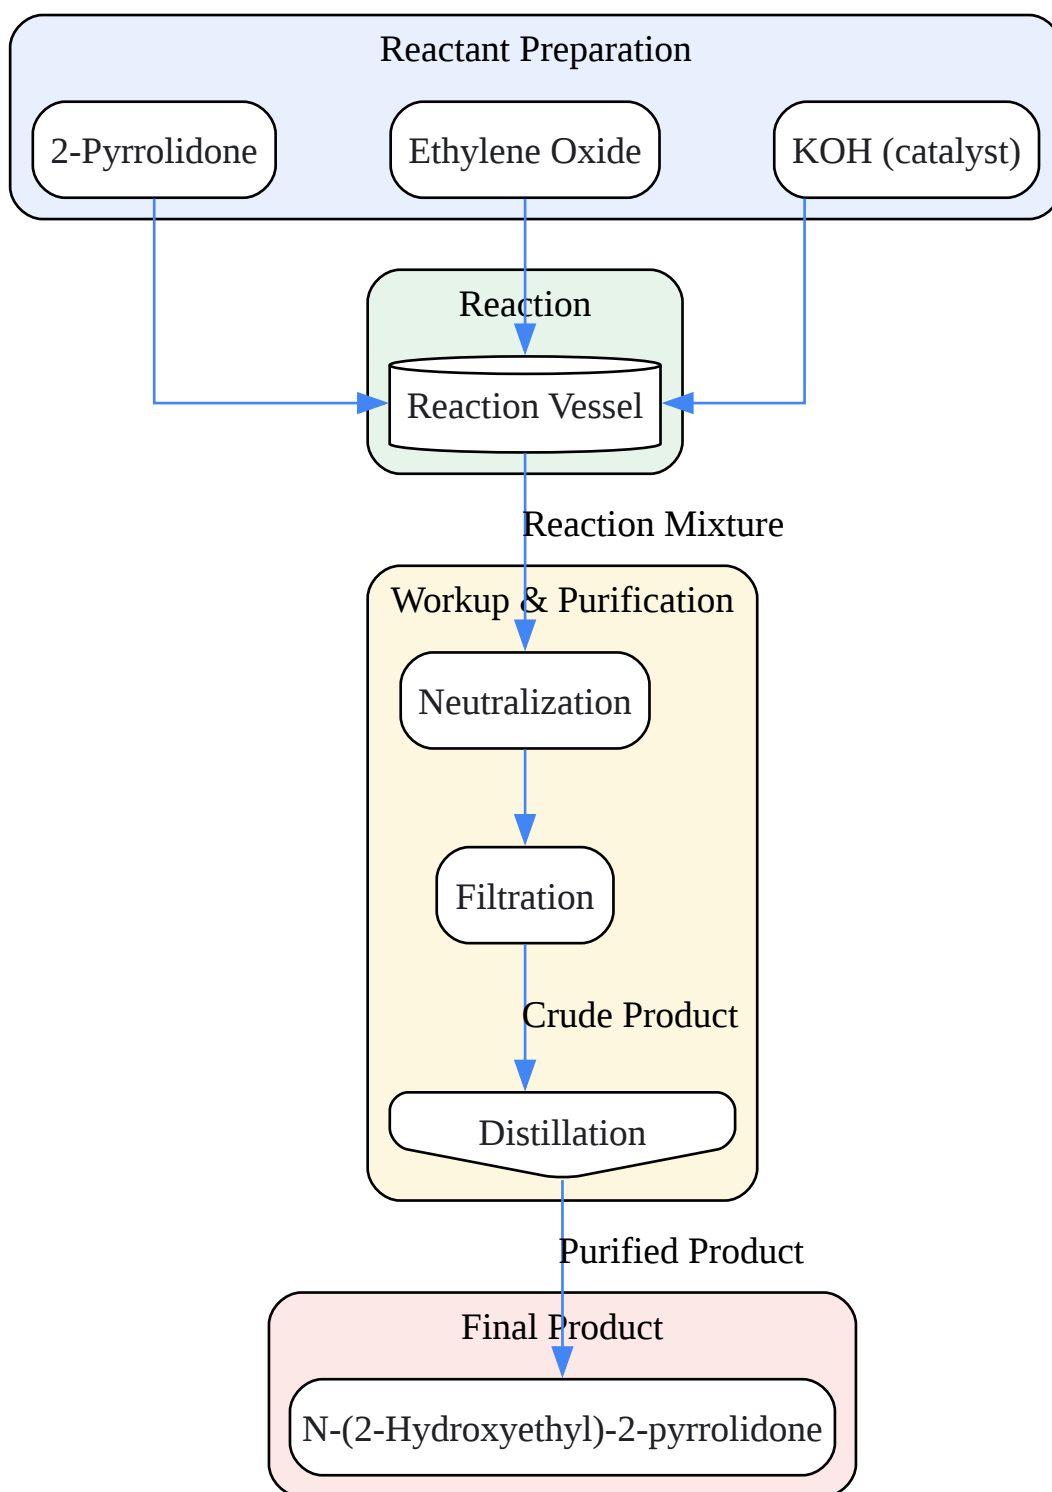 Reactant Preparation
2-Pyrrolidone
Ethylene Oxide
KOH (catalyst)
Reaction
Reaction Vessel
Reaction Mixture
Workup & Purification
Neutralization
Filtration
Crude Product
Distillation
Purified Product
Final Product
N-(2-Hydroxyethyl)-2-pyrrolidone